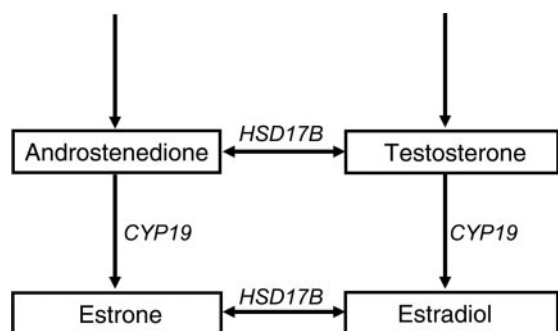 HSD17B
Androstenedione
Testosterone
CYP19
CYP19
HSD17B
Estrone
Estradiol